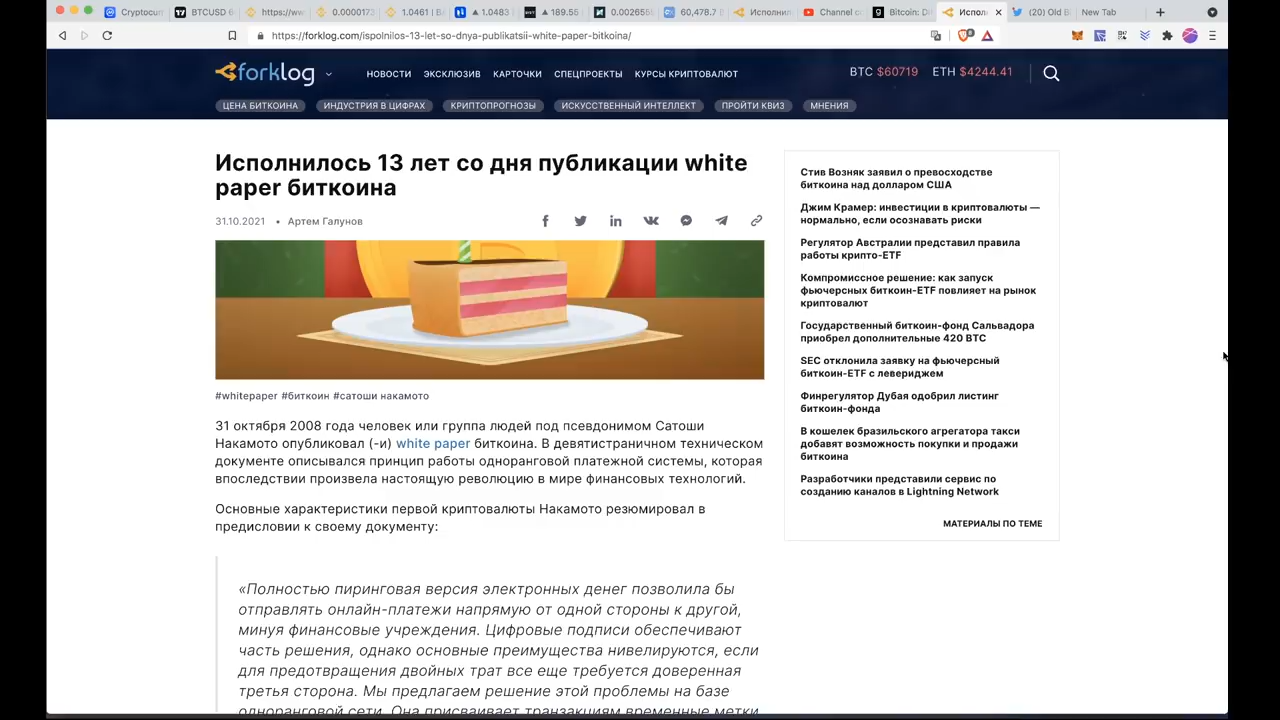 Cryptocur
BTCUSD 6
https://ww
0.0000173
1.0461 | B
▲ 1.0483
▲ 189.55
0.002655
60,478.7 
Исполнил
Channel co
Bitcoin: Di
Испол
(20) Old B
New Tab
https://forklog.com/ispolnilos-13-let-so-dnya-publikatsii-white-paper-bitkoina/
forklog
НОВОСТИ ЭКСКЛЮЗИВ КАРТОЧКИ СПЕЦПРОЕКТЫ КУРСЫ КРИПТОВАЛЮТ
BTC $60719 ETH $4244.41
ЦЕНА БИТКОИНА ИНДУСТРИЯ В ЦИФРАХ КРИПТОПРОГНОЗЫ ИСКУССТВЕННЫЙ ИНТЕЛЛЕКТ ПРОЙТИ КВИЗ МНЕНИЯ
Исполнилось 13 лет со дня публикации white
paper биткоина
31.10.2021 • Артем Галунов
#whitepaper #биткоин #сатоши накамото
31 октября 2008 года человек или группа людей под псевдонимом Сатоши
Накамото опубликовал (-и) white paper биткоина. В девятистраничном техническом
документе описывался принцип работы одноранговой платежной системы, которая
впоследствии произвела настоящую революцию в мире финансовых технологий.
Основные характеристики первой криптовалюты Накамото резюмировал в
предисловии к своему документу:
«Полностью пиринговая версия электронных денег позволила бы
отправлять онлайн-платежи напрямую от одной стороны к другой,
минуя финансовые учреждения. Цифровые подписи обеспечивают
часть решения, однако основные преимущества нивелируются, если
для предотвращения двойных трат все еще требуется доверенная
третья сторона. Мы предлагаем решение этой проблемы на базе
одноранговой сети. Она присваивает транзакциям временные метки
Стив Возняк заявил о превосходстве
биткоина над долларом США
Джим Крамер: инвестиции в криптовалюты —
нормально, если осознавать риски
Регулятор Австралии представил правила
работы крипто-ETF
Компромиссное решение: как запуск
фьючерсных биткоин-ETF повлияет на рынок
криптовалют
Государственный биткоин-фонд Сальвадора
приобрел дополнительные 420 BTC
SEC отклонила заявку на фьючерсный
биткоин-ETF с левериджем
Финрегулятор Дубая одобрил листинг
биткоин-фонда
В кошелек бразильского агрегатора такси
добавят возможность покупки и продажи
биткоина
Разработчики представили сервис по
созданию каналов в Lightning Network
МАТЕРИАЛЫ ПО ТЕМЕ